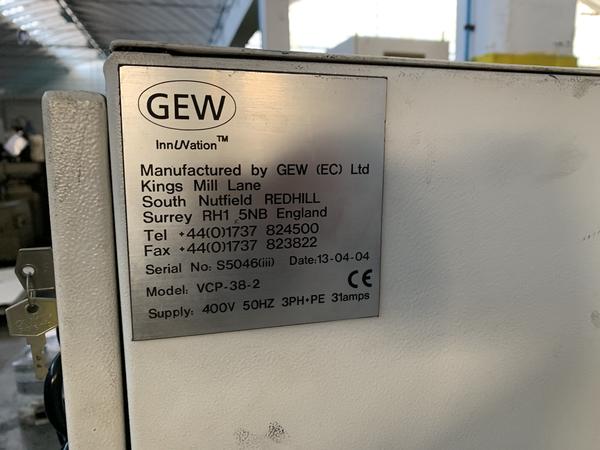 GEW
InnUVation™
Manufactured by GEW (EC) Ltd
Kings Mill Lane
South Nutfield REDHILL
Surrey RH1 5NB England
Tel +44(0)1737 824500
Fax +44(0)1737 823822
Serial No: S5046(iii) Date:13-04-04
Model: VCP-38-2 CE
Supply: 400V 50HZ 3PH+PE 31amps